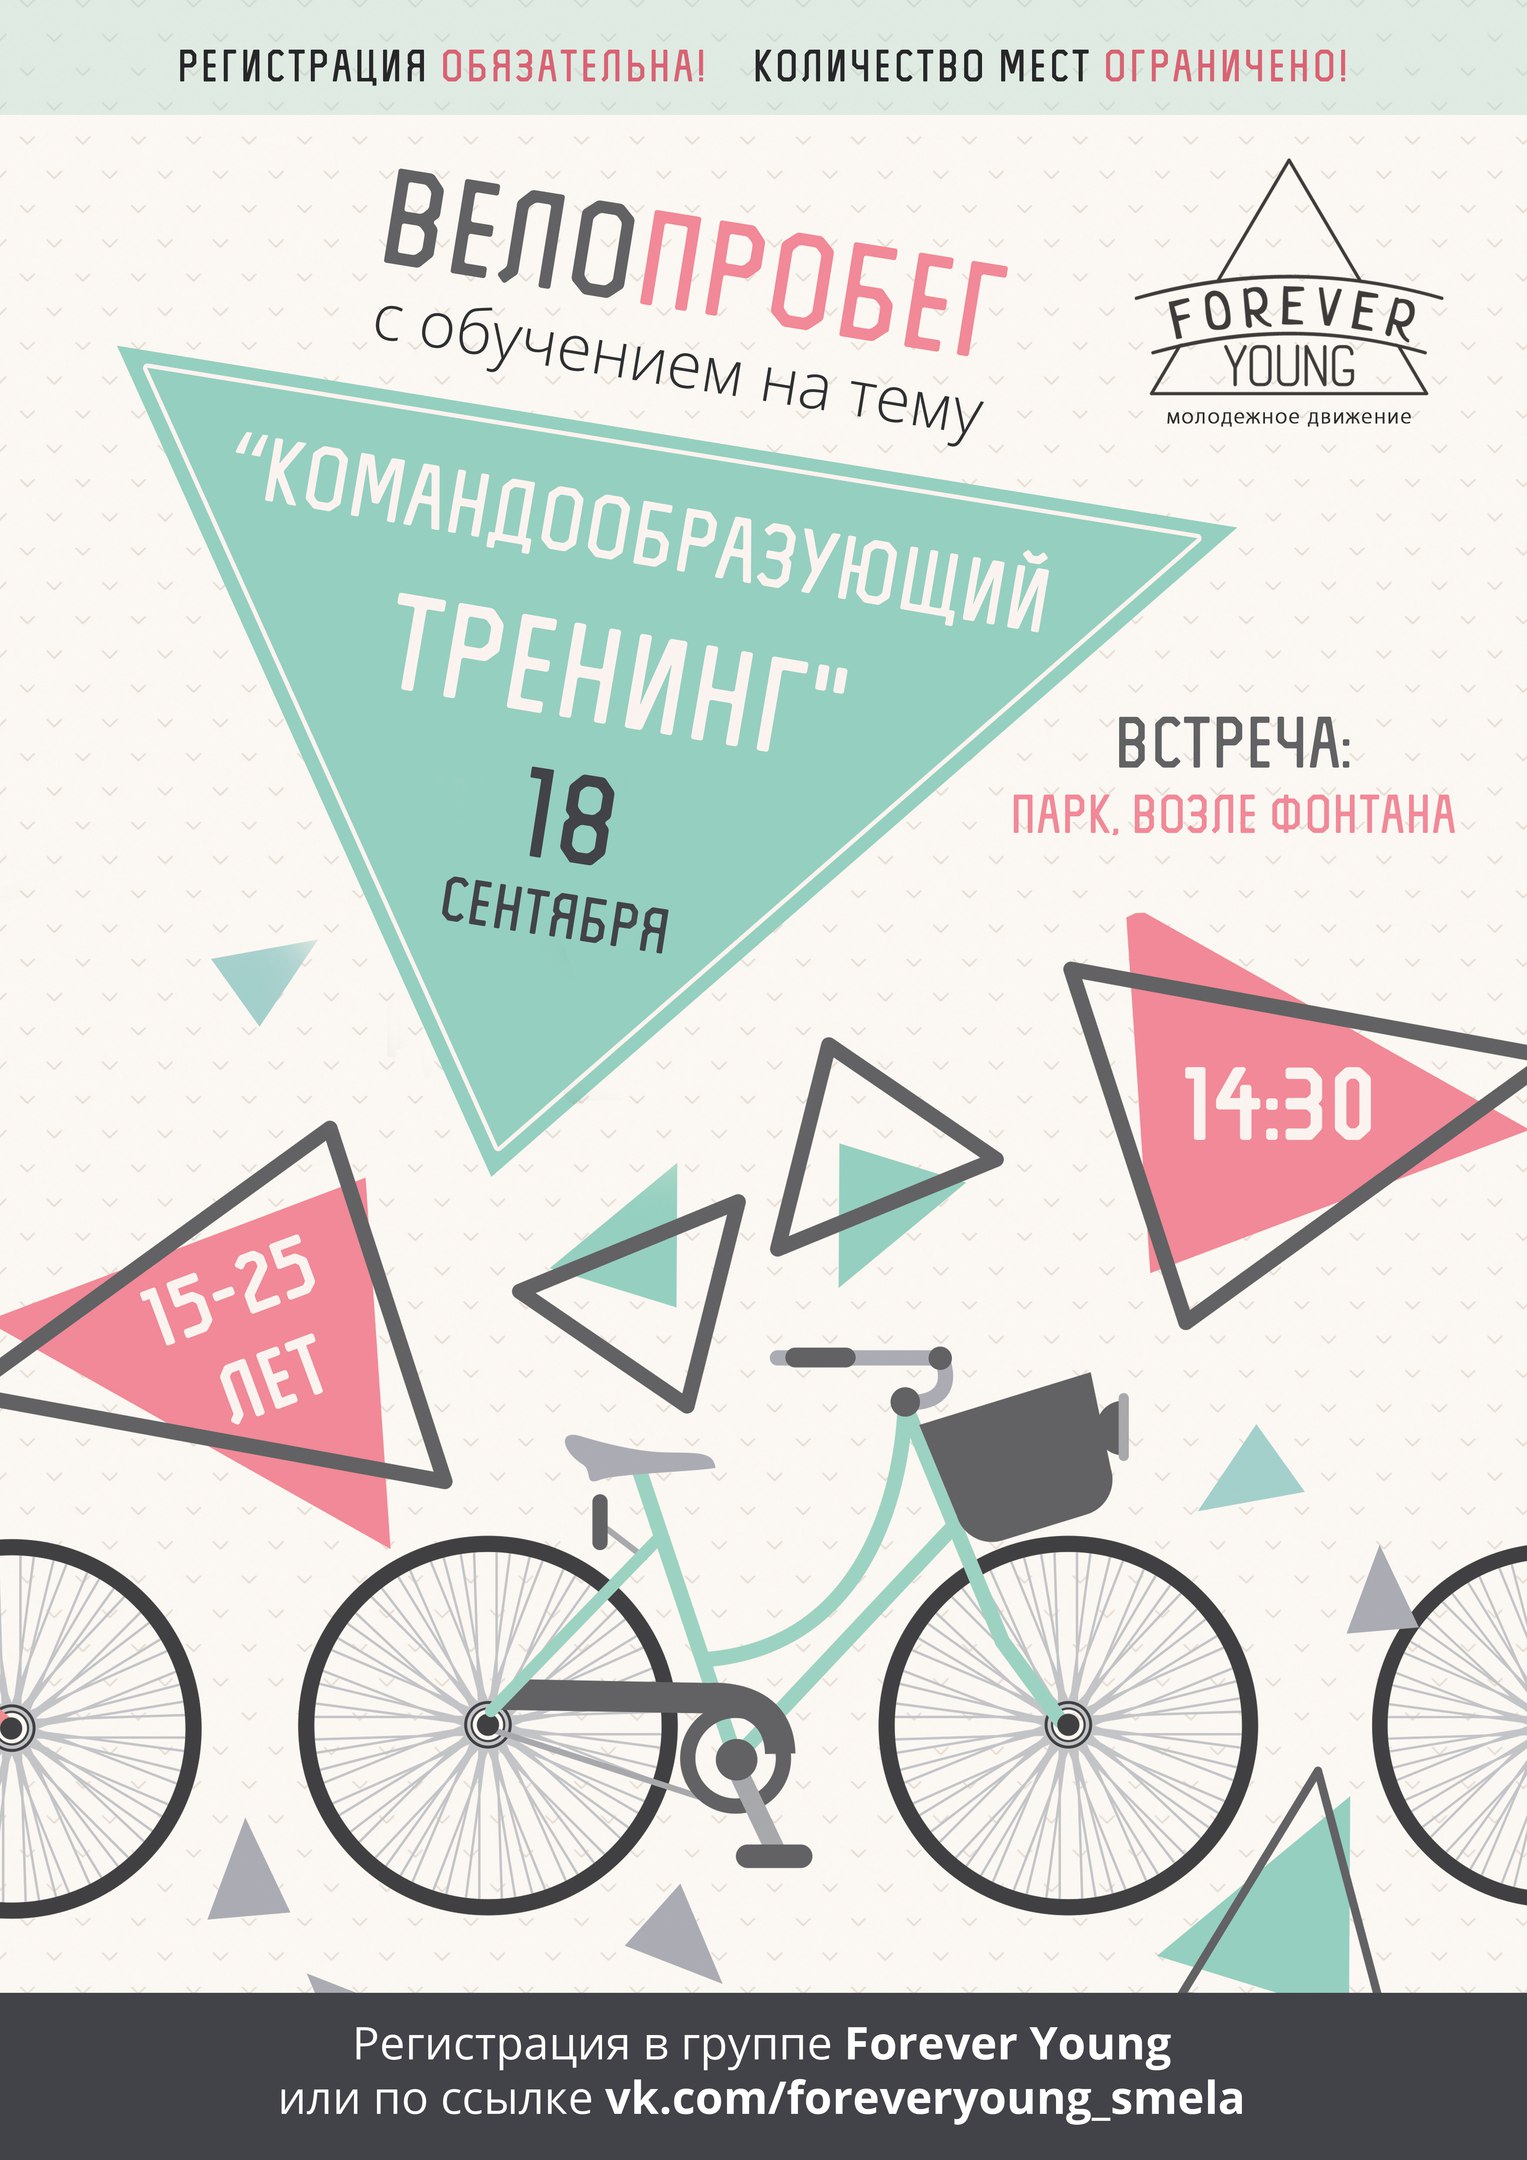 РЕГИСТРАЦИЯ ОБЯЗАТЕЛЬНА! КОЛИЧЕСТВО МЕСТ ОГРАНИЧЕНО!
ВЕЛОПРОБЕГ
с обучением на тему
FOREVER
YOUNG
молодежное движение
“КОМАНДООБРАЗУЮЩИЙ
ТРЕНИНГ"
18
СЕНТЯБРЯ
ВСТРЕЧА:
ПАРК, ВОЗЛЕ ФОНТАНА
14:30
15-25
ЛЕТ
Регистрация в группе Forever Young
или по ссылке vk.com/foreveryoung_smela